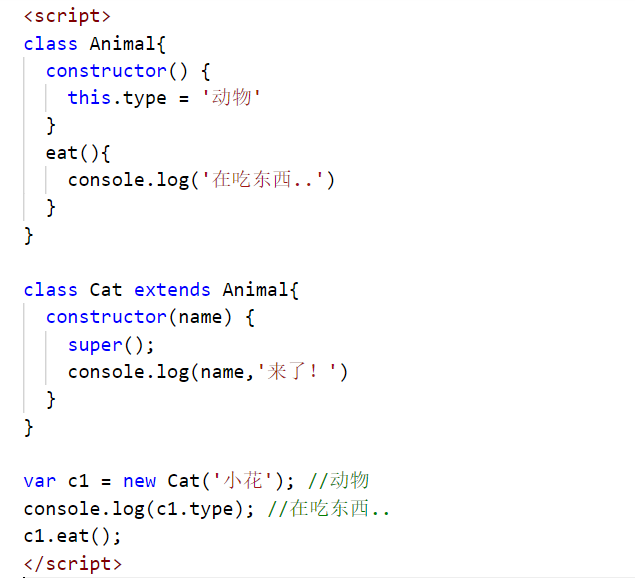 <script>
class Animal{
constructor() {
this.type = '动物'
}
eat(){
console.log('在吃东西..')
}
}
class Cat extends Animal{
constructor(name) {
super();
console.log(name,'来了！')
}
}
var c1 = new Cat('小花'); //动物
console.log(c1.type); //在吃东西..
c1.eat();
</script>